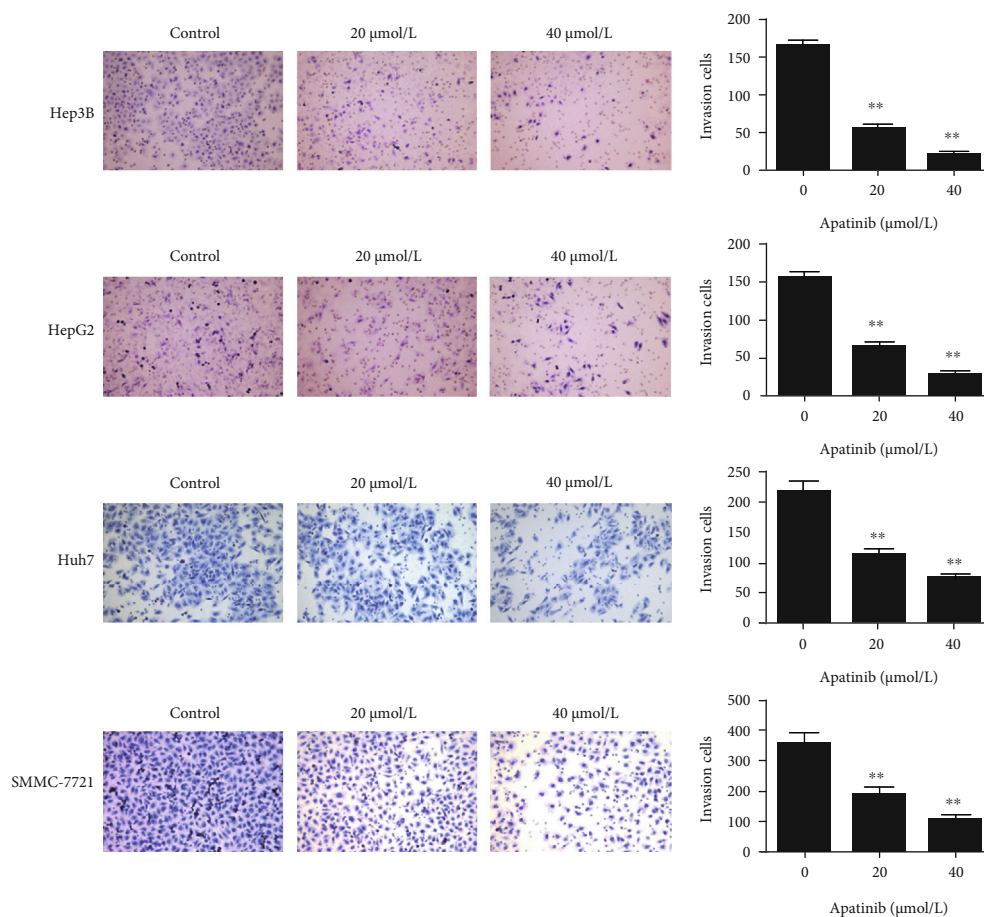 Control 20 µmol/L 40 µmol/L
Hep3B
Invasion cells
200
150
100
50
0
**
**
0 20 40
Apatinib (µmol/L)
Control 20 µmol/L 40 µmol/L
HepG2
Invasion cells
200
150
100
50
0
**
**
0 20 40
Apatinib (µmol/L)
Control 20 µmol/L 40 µmol/L
Huh7
Invasion cells
250
200
150
100
50
0
**
**
0 20 40
Apatinib (µmol/L)
Control 20 µmol/L 40 µmol/L
SMMC-7721
Invasion cells
500
400
300
200
100
0
**
**
0 20 40
Apatinib (µmol/L)